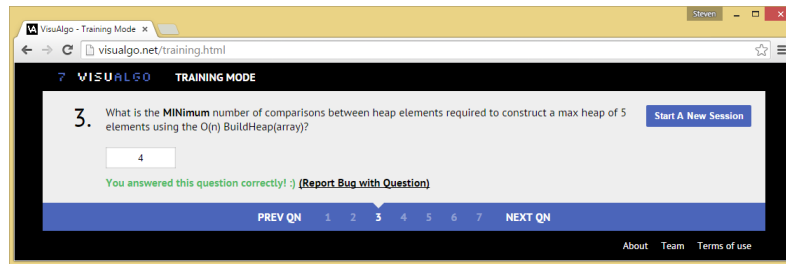 Steven
VisuAlgo - Training Mode
visualgo.net/training.html
7 VISUALGO TRAINING MODE
3. What is the MINimum number of comparisons between heap elements required to construct a max heap of 5
elements using the O(n) BuildHeap(array)?
Start A New Session
4
You answered this question correctly! :) (Report Bug with Question)
PREV QN 1 2 3 4 5 6 7 NEXT QN
About Team Terms of use